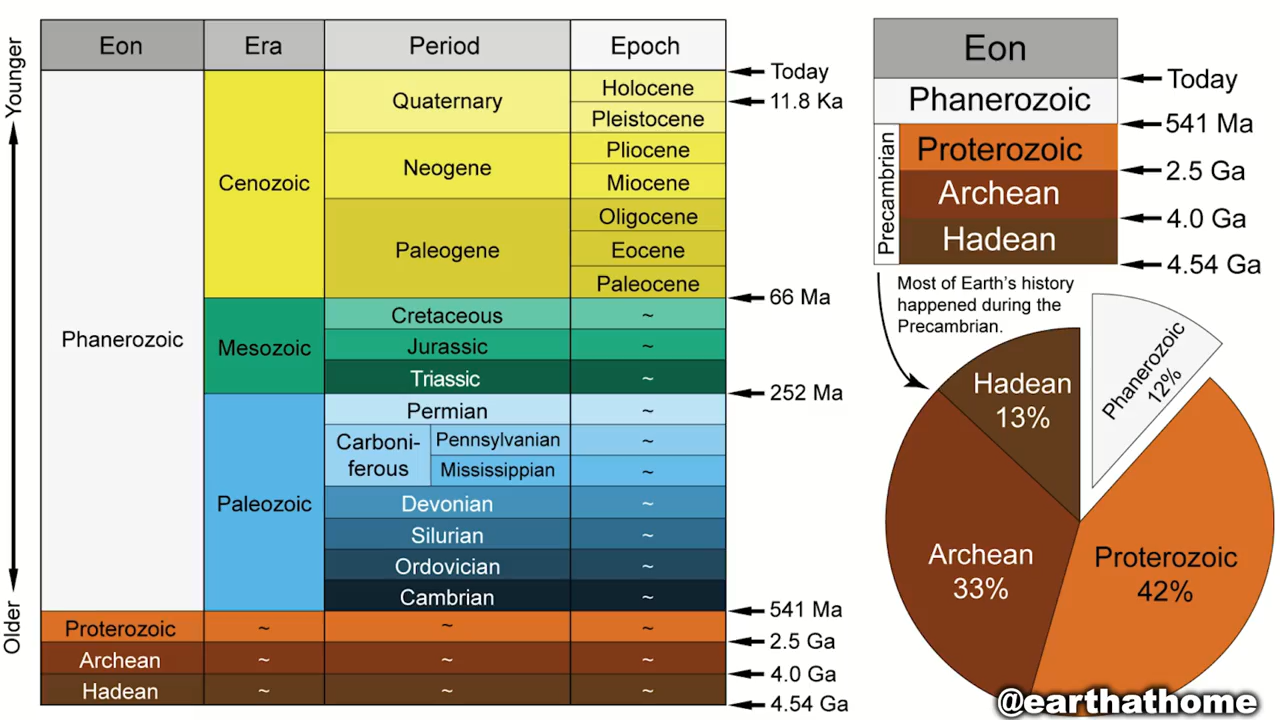 Younger
Older
Eon Era Period Epoch
Phanerozoic
Cenozoic
Quaternary
Holocene
Pleistocene
Neogene
Pliocene
Miocene
Paleogene
Oligocene
Eocene
Paleocene
Mesozoic
Cretaceous ~
Jurassic ~
Triassic ~
Paleozoic
Permian ~
Carboni-
ferous
Pennsylvanian ~
Mississippian ~
Devonian ~
Silurian ~
Ordovician ~
Cambrian ~
Proterozoic ~ ~ ~
Archean ~ ~ ~
Hadean ~ ~ ~
Today
11.8 Ka
66 Ma
252 Ma
541 Ma
2.5 Ga
4.0 Ga
4.54 Ga
Eon
Phanerozoic
Precambrian
Proterozoic
Archean
Hadean
Today
541 Ma
2.5 Ga
4.0 Ga
4.54 Ga
Most of Earth's history
happened during the
Precambrian.
Hadean
13%
Phanerozoic
12%
Archean
33%
Proterozoic
42%
@earthathome